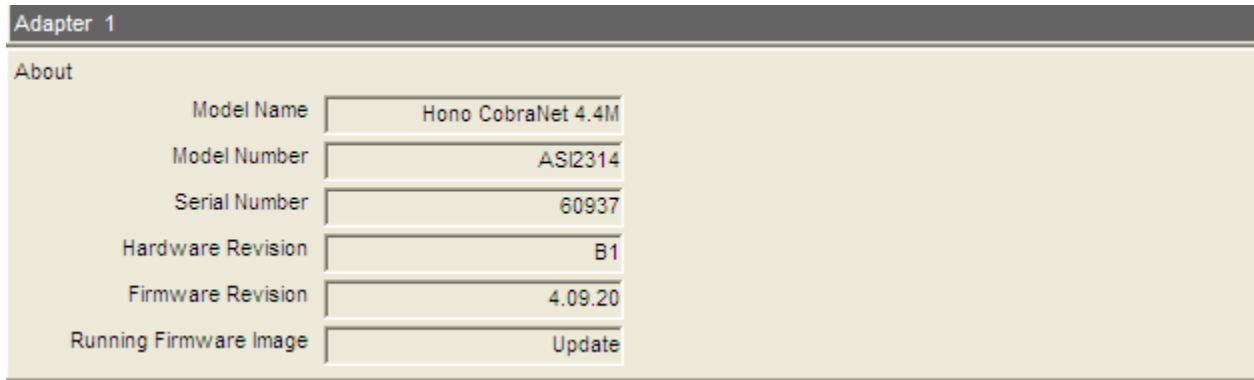 Adapter 1
About
Model Name Hono CobraNet 4.4M
Model Number ASI2314
Serial Number 60937
Hardware Revision B1
Firmware Revision 4.09.20
Running Firmware Image Update